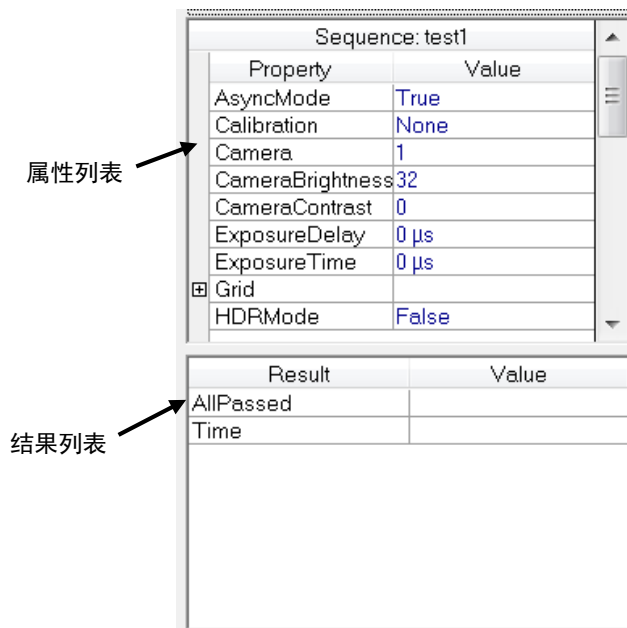 Sequence: test1
Property Value
AsyncMode True
Calibration None
Camera 1
CameraBrightness 32
CameraContrast 0
ExposureDelay 0 µs
ExposureTime 0 µs
Grid
HDRMode False
属性列表
Result Value
AllPassed
Time
结果列表